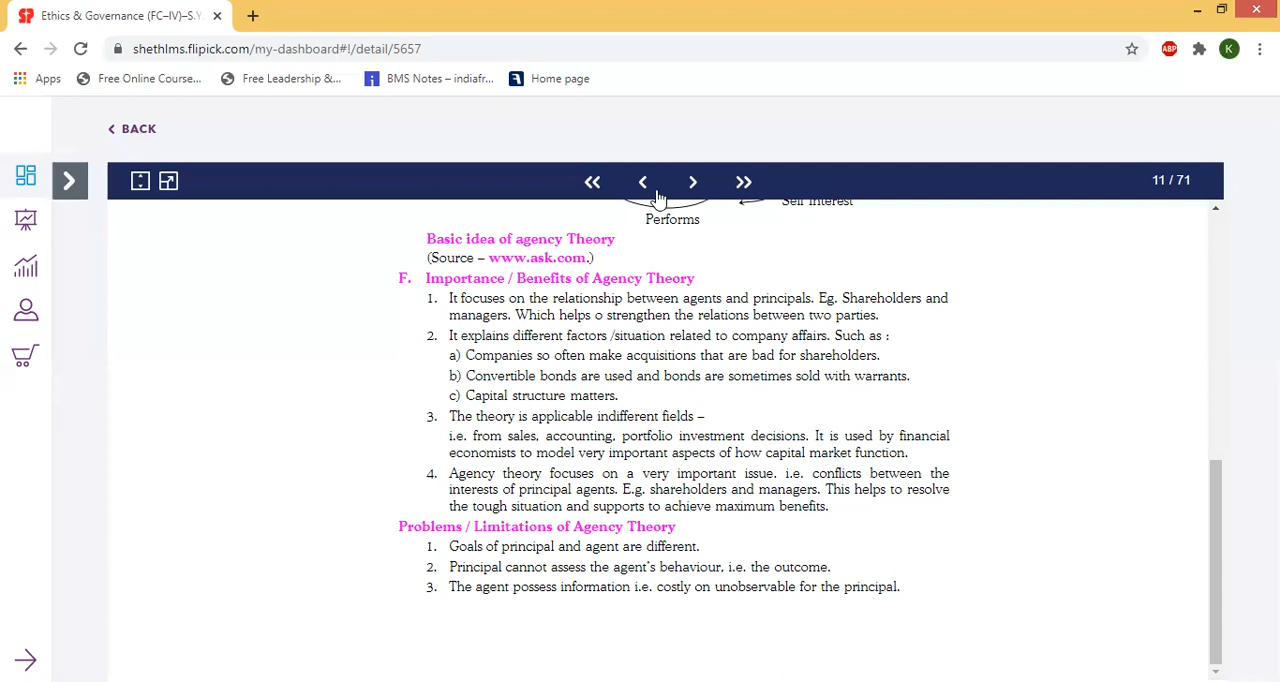 Ethics & Governance (FC–IV)–S.Y.
shethlms.flipick.com/my-dashboard#!/detail/5657
ABP
K
Apps
Free Online Course...
Free Leadership &...
BMS Notes – indiafr...
Home page
BACK
11 / 71
Self Interest
Performs
Basic idea of agency Theory
(Source – www.ask.com.)
F. Importance / Benefits of Agency Theory
1. It focuses on the relationship between agents and principals. Eg. Shareholders and
managers. Which helps o strengthen the relations between two parties.
2. It explains different factors /situation related to company affairs. Such as :
a) Companies so often make acquisitions that are bad for shareholders.
b) Convertible bonds are used and bonds are sometimes sold with warrants.
c) Capital structure matters.
3. The theory is applicable indifferent fields –
i.e. from sales, accounting, portfolio investment decisions. It is used by financial
economists to model very important aspects of how capital market function.
4. Agency theory focuses on a very important issue. i.e. conflicts between the
interests of principal agents. E.g. shareholders and managers. This helps to resolve
the tough situation and supports to achieve maximum benefits.
Problems / Limitations of Agency Theory
1. Goals of principal and agent are different.
2. Principal cannot assess the agent's behaviour, i.e. the outcome.
3. The agent possess information i.e. costly on unobservable for the principal.